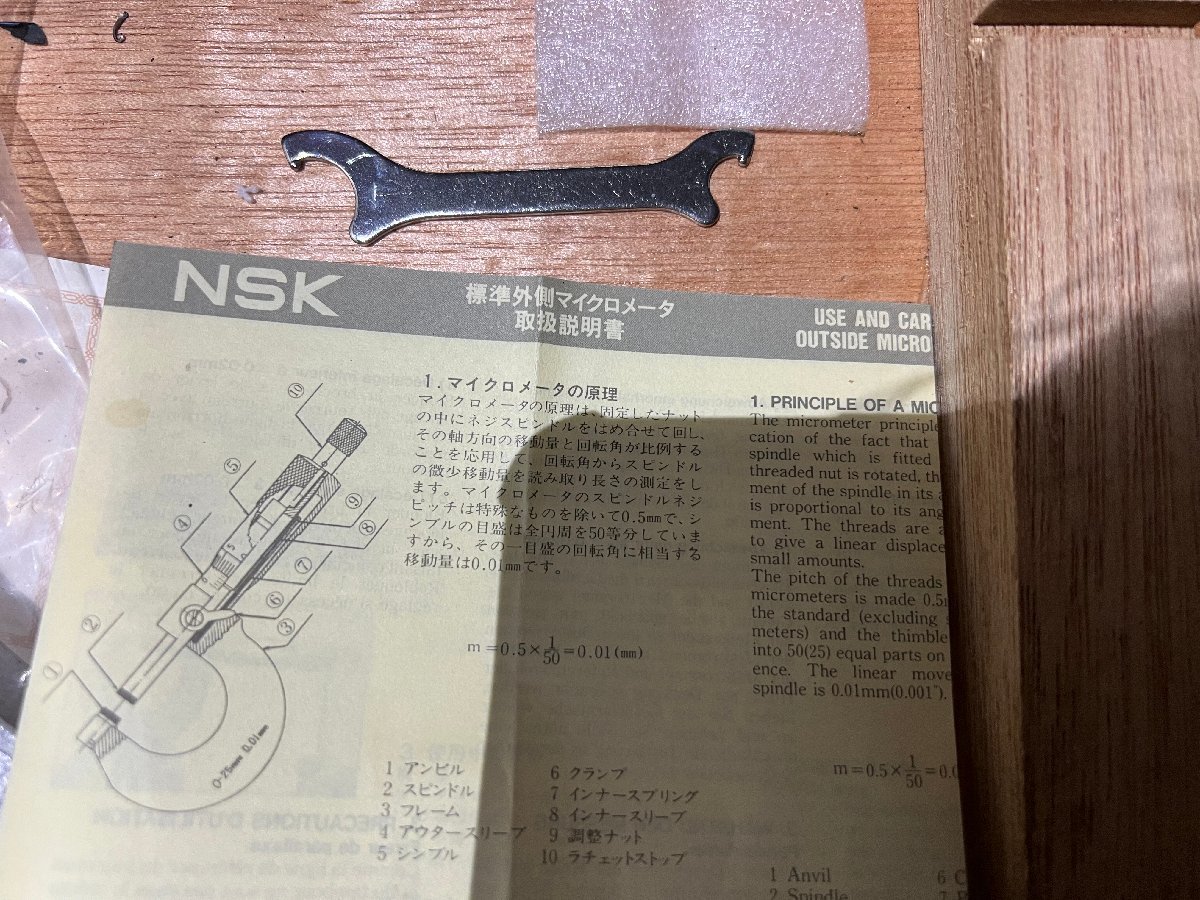 NSK
標準外側マイクロメータ
取扱説明書
USE AND CAR
OUTSIDE MICRO
1. マイクロメータの原理
マイクロメータの原理は、固定したナット
の中にネジスピンドルをはめ合せて回し、
その軸方向の移動量と回転角が比例する
ことを応用して、回転角からスピンドル
の微少移動量を読み取り長さの測定をし
ます。マイクロメータのスピンドルネジ
ピッチは特殊なものを除いて0.5mmで、シ
ンブルの目盛は全円周を50等分していま
すから、その一目盛の回転角に相当する
移動量は0.01mmです。
m=0.5×1/50=0.01(mm)
⑩
⑤
④
⑨
⑧
⑦
⑥
③
②
①
0-25mm 0.01mm
1 アンビル
2 スピンドル
3 フレーム
4 アウタースリーブ
5 シンブル
6 クランプ
7 インナースプリング
8 インナースリーブ
9 調整ナット
10 ラチェットストップ
1. PRINCIPLE OF A MIC
The micrometer principle
cation of the fact that
spindle which is fitted
threaded nut is rotated, th
ment of the spindle in its a
is proportional to its ang
ment. The threads are a
to give a linear displace
small amounts.
The pitch of the threads
micrometers is made 0.5
the standard (excluding
meters) and the thimble
into 50(25) equal parts on
ence. The linear move
spindle is 0.01mm(0.001").
m=0.5×1/50=0.0
1 Anvil
2 Spindle
6 C
7